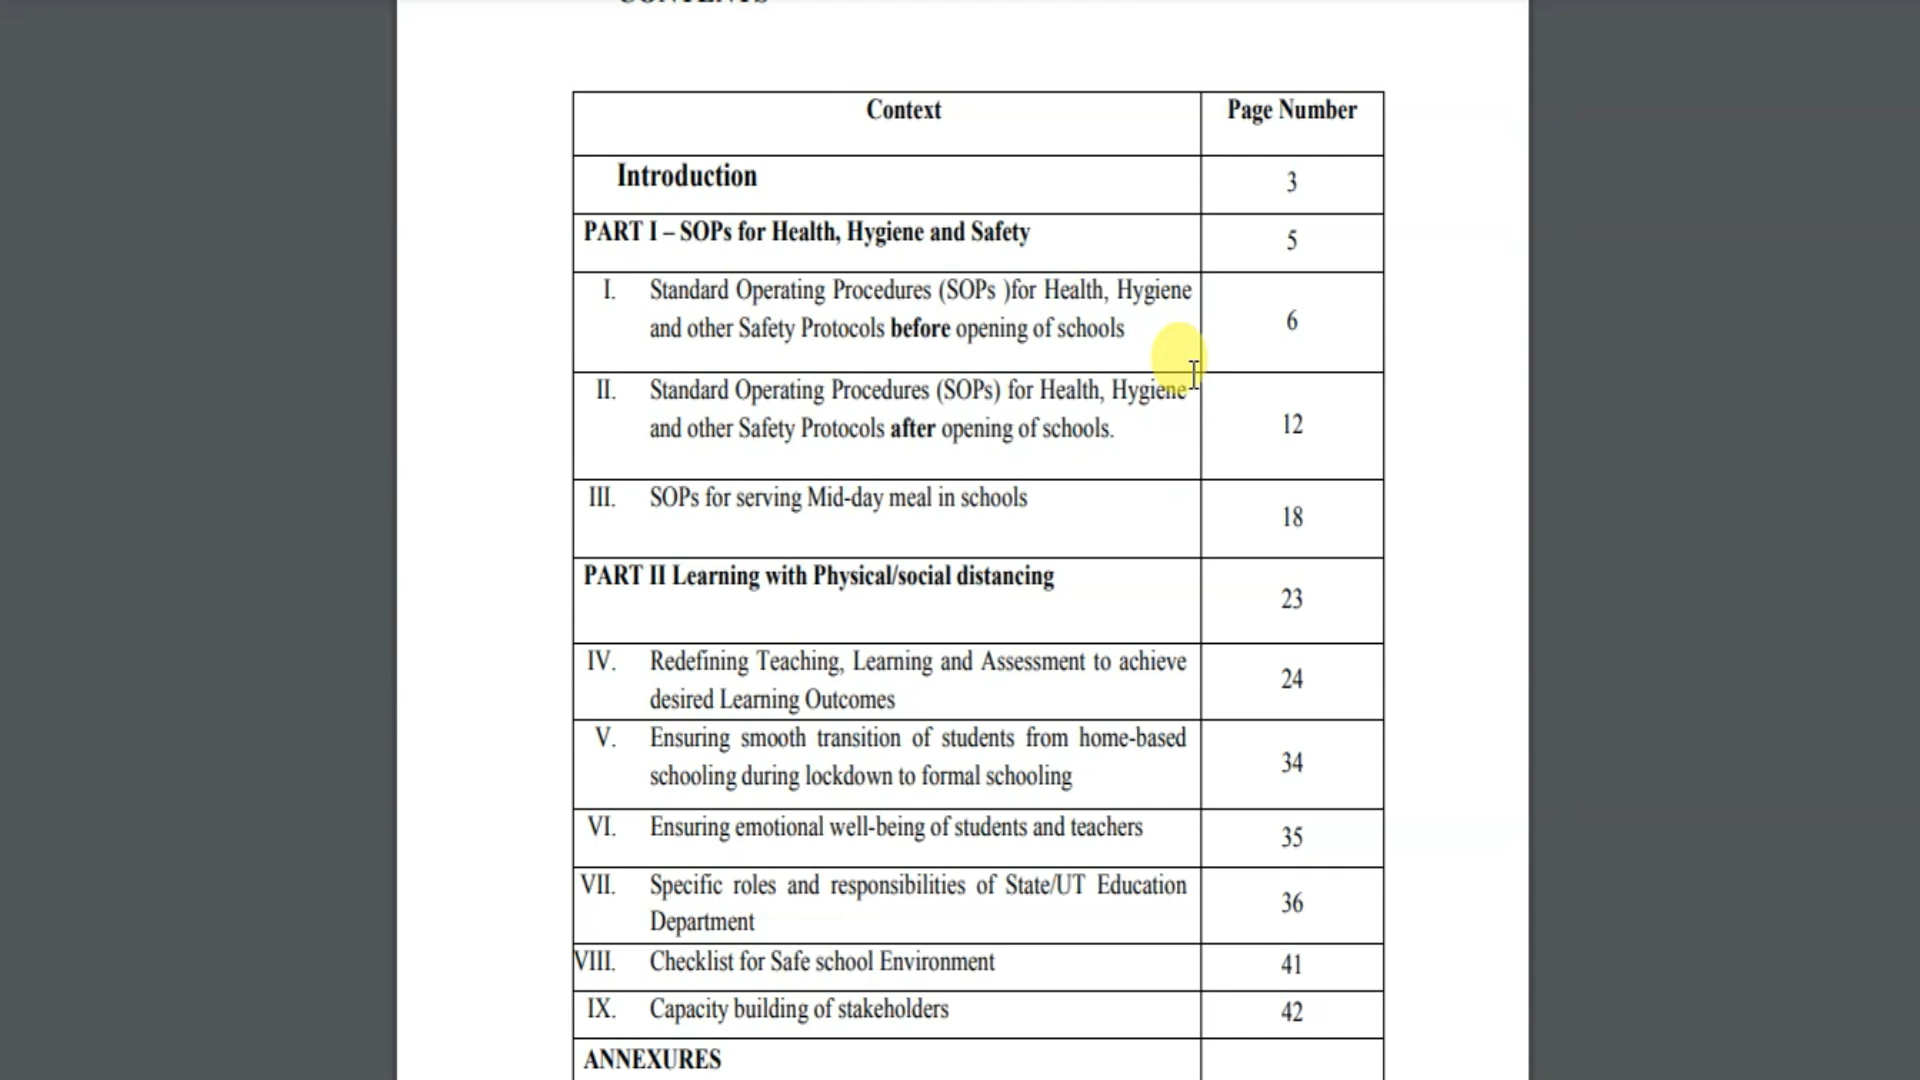 CONTENTS
Context Page Number
Introduction 3
PART I – SOPs for Health, Hygiene and Safety 5
I. Standard Operating Procedures (SOPs )for Health, Hygiene
and other Safety Protocols before opening of schools 6
II. Standard Operating Procedures (SOPs) for Health, Hygiene
and other Safety Protocols after opening of schools. 12
III. SOPs for serving Mid-day meal in schools 18
PART II Learning with Physical/social distancing 23
IV. Redefining Teaching, Learning and Assessment to achieve
desired Learning Outcomes 24
V. Ensuring smooth transition of students from home-based
schooling during lockdown to formal schooling 34
VI. Ensuring emotional well-being of students and teachers 35
VII. Specific roles and responsibilities of State/UT Education
Department 36
VIII. Checklist for Safe school Environment 41
IX. Capacity building of stakeholders 42
ANNEXURES